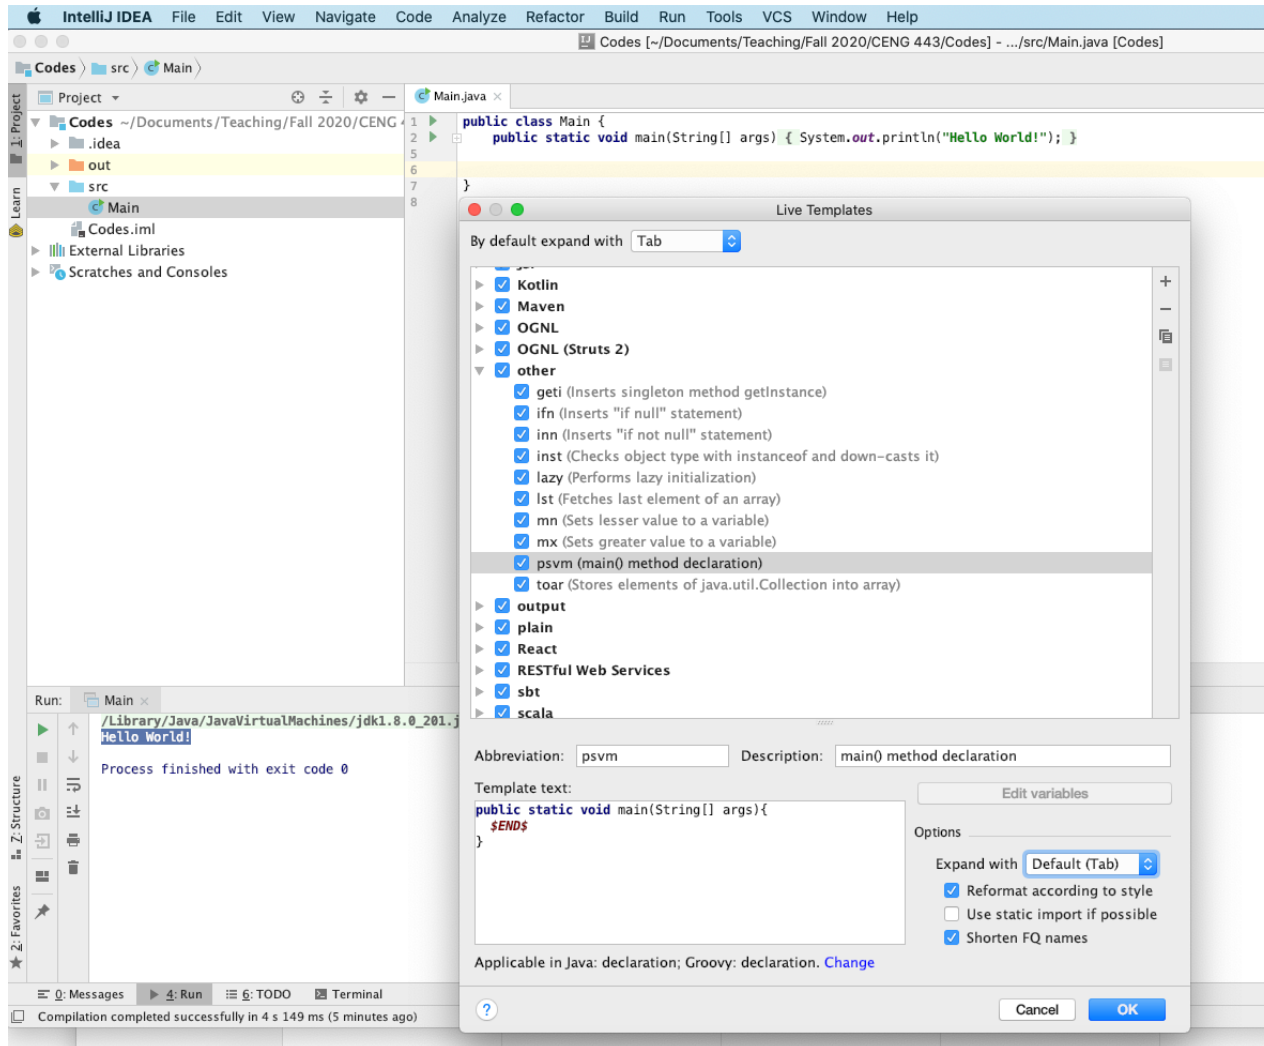 IntelliJ IDEA File Edit View Navigate Code Analyze Refactor Build Run Tools VCS Window Help
Codes [~/Documents/Teaching/Fall 2020/CENG 443/Codes] - .../src/Main.java [Codes]
Codes src Main
1: Project
Learn
Z: Structure
2: Favorites
Project
Codes ~/Documents/Teaching/Fall 2020/CENG 4
.idea
out
src
Main
Codes.iml
External Libraries
Scratches and Consoles
Main.java
1 public class Main {
2 public static void main(String[] args) { System.out.println("Hello World!"); }
5
6
7 }
8
Live Templates
By default expand with Tab
Kotlin
Maven
OGNL
OGNL (Struts 2)
other
geti (Inserts singleton method getInstance)
ifn (Inserts "if null" statement)
inn (Inserts "if not null" statement)
inst (Checks object type with instanceof and down-casts it)
lazy (Performs lazy initialization)
lst (Fetches last element of an array)
mn (Sets lesser value to a variable)
mx (Sets greater value to a variable)
psvm (main() method declaration)
toar (Stores elements of java.util.Collection into array)
output
plain
React
RESTful Web Services
sbt
scala
Abbreviation: psvm Description: main() method declaration
Template text:
public static void main(String[] args){
$END$
}
Edit variables
Options
Expand with Default (Tab)
Reformat according to style
Use static import if possible
Shorten FQ names
Applicable in Java: declaration; Groovy: declaration. Change
? Cancel OK
Run: Main
/Library/Java/JavaVirtualMachines/jdk1.8.0_201.j
Hello World!
Process finished with exit code 0
0: Messages 4: Run 6: TODO Terminal
Compilation completed successfully in 4 s 149 ms (5 minutes ago)